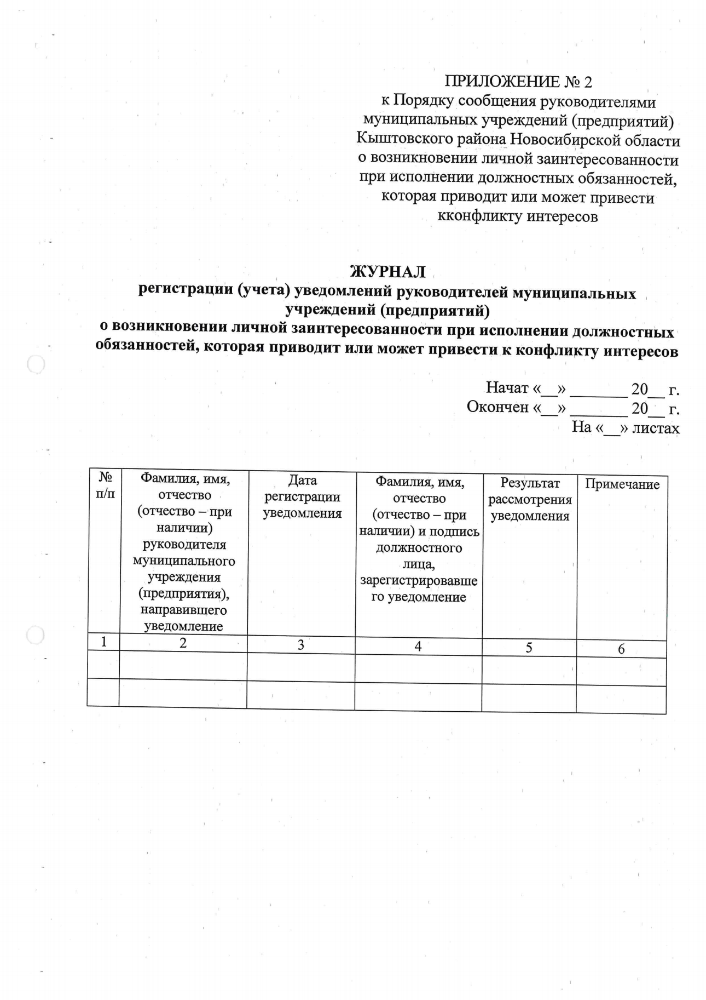 ПРИЛОЖЕНИЕ № 2
к Порядку сообщения руководителями
муниципальных учреждений (предприятий)
Кыштовского района Новосибирской области
о возникновении личной заинтересованности
при исполнении должностных обязанностей,
которая приводит или может привести
кконфликту интересов
ЖУРНАЛ
регистрации (учета) уведомлений руководителей муниципальных
учреждений (предприятий)
о возникновении личной заинтересованности при исполнении должностных
обязанностей, которая приводит или может привести к конфликту интересов
Начат «__» _______ 20__ г.
Окончен «__» _______ 20__ г.
На «__» листах
№
п/п
Фамилия, имя,
отчество
(отчество – при
наличии)
руководителя
муниципального
учреждения
(предприятия),
направившего
уведомление
Дата
регистрации
уведомления
Фамилия, имя,
отчество
(отчество – при
наличии) и подпись
должностного
лица,
зарегистрировавше
го уведомление
Результат
рассмотрения
уведомления
Примечание
1 2 3 4 5 6